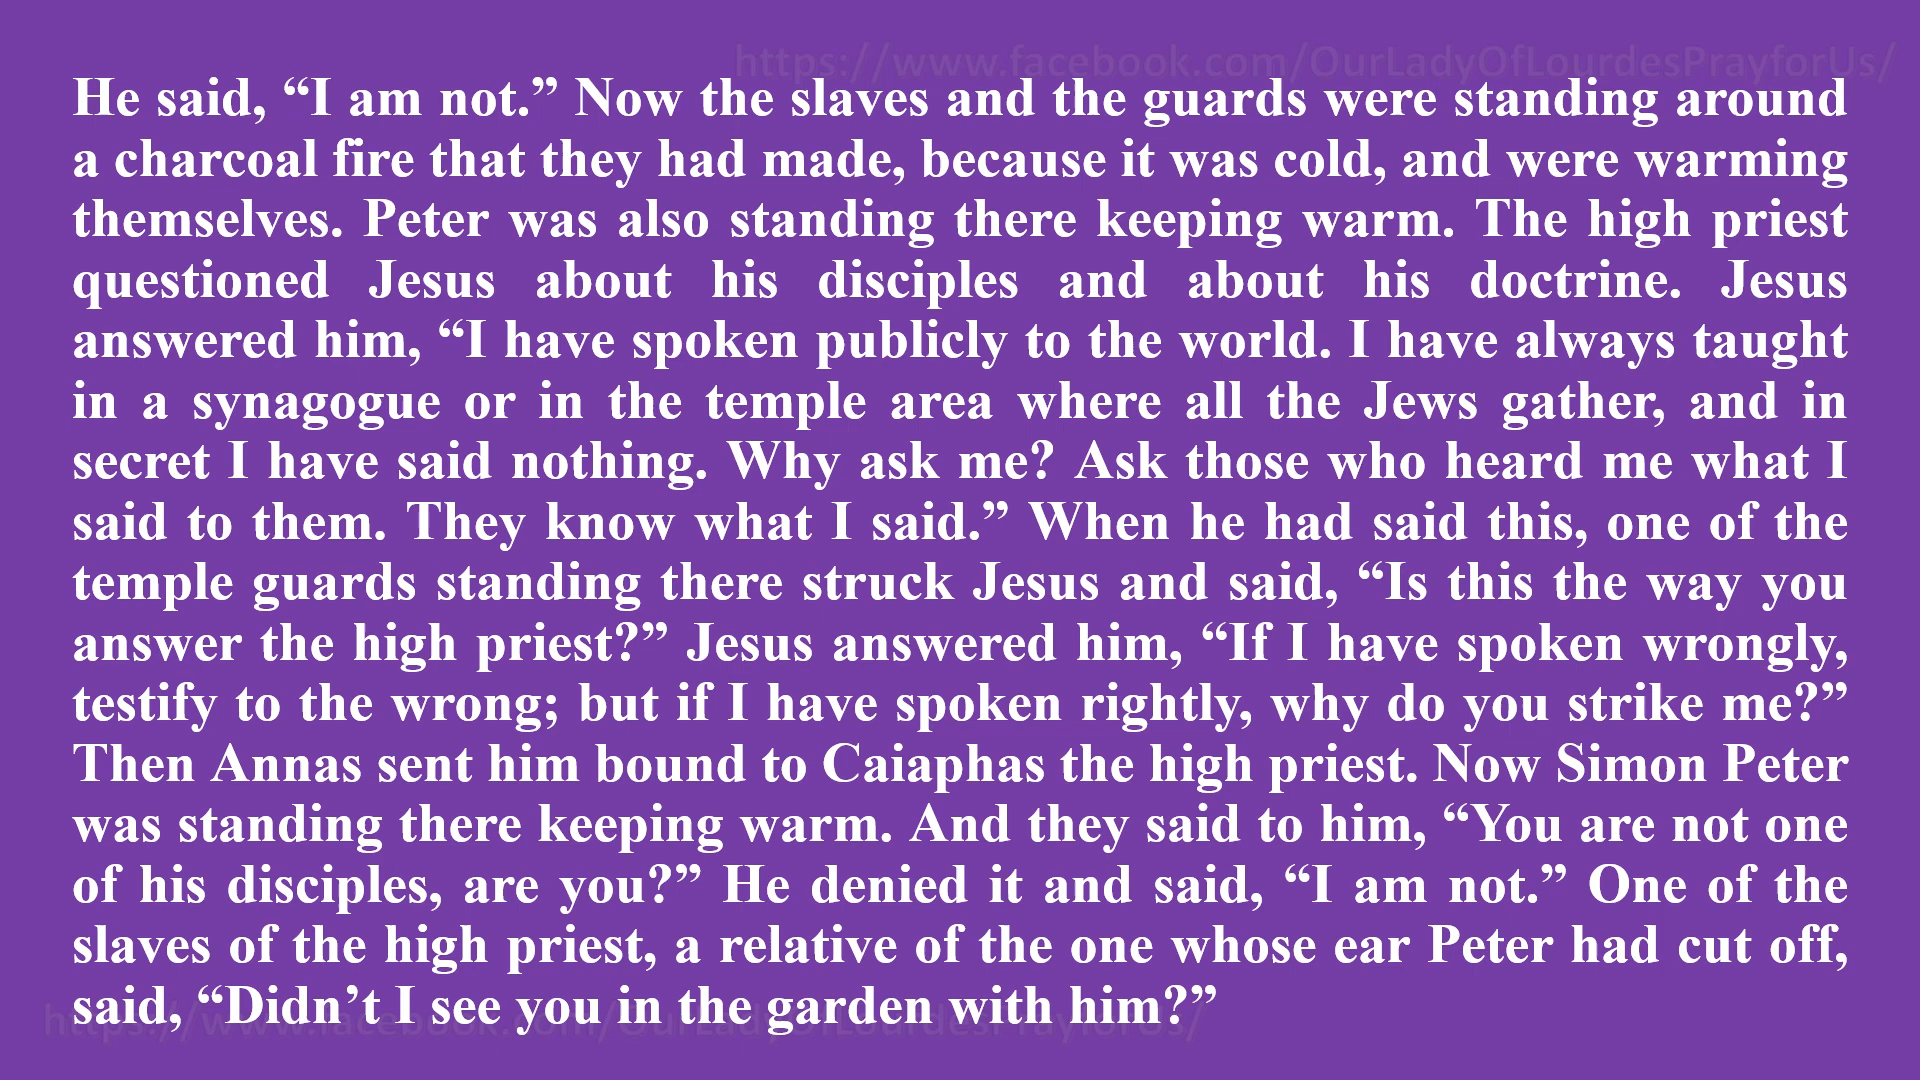 https://www.facebook.com/OurLadyOfLourdesPrayforUs/
He said, “I am not.” Now the slaves and the guards were standing around
a charcoal fire that they had made, because it was cold, and were warming
themselves. Peter was also standing there keeping warm. The high priest
questioned Jesus about his disciples and about his doctrine. Jesus
answered him, “I have spoken publicly to the world. I have always taught
in a synagogue or in the temple area where all the Jews gather, and in
secret I have said nothing. Why ask me? Ask those who heard me what I
said to them. They know what I said.” When he had said this, one of the
temple guards standing there struck Jesus and said, “Is this the way you
answer the high priest?” Jesus answered him, “If I have spoken wrongly,
testify to the wrong; but if I have spoken rightly, why do you strike me?”
Then Annas sent him bound to Caiaphas the high priest. Now Simon Peter
was standing there keeping warm. And they said to him, “You are not one
of his disciples, are you?” He denied it and said, “I am not.” One of the
slaves of the high priest, a relative of the one whose ear Peter had cut off,
said, “Didn’t I see you in the garden with him?”
https://www.facebook.com/OurLadyOfLourdesPrayforUs/